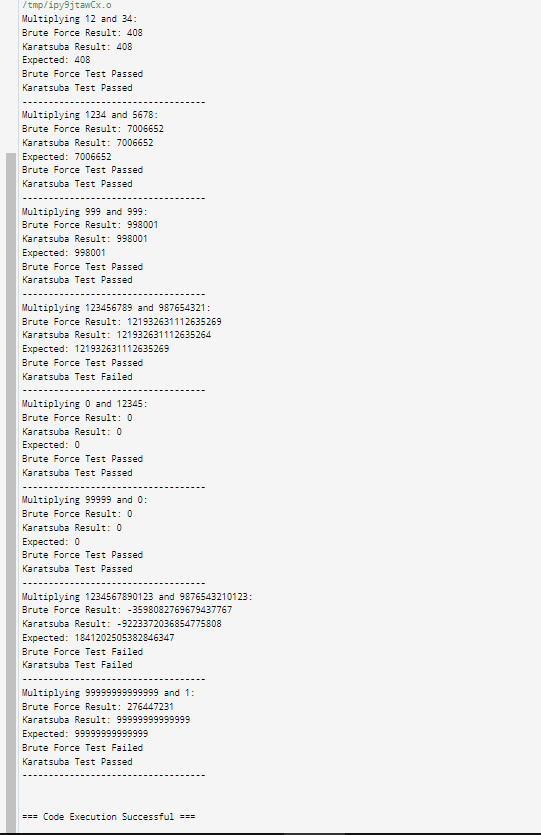 /tmp/ipy9jtawCx.o
Multiplying 12 and 34:
Brute Force Result: 408
Karatsuba Result: 408
Expected: 408
Brute Force Test Passed
Karatsuba Test Passed
-----------------------------------
Multiplying 1234 and 5678:
Brute Force Result: 7006652
Karatsuba Result: 7006652
Expected: 7006652
Brute Force Test Passed
Karatsuba Test Passed
-----------------------------------
Multiplying 999 and 999:
Brute Force Result: 998001
Karatsuba Result: 998001
Expected: 998001
Brute Force Test Passed
Karatsuba Test Passed
-----------------------------------
Multiplying 123456789 and 987654321:
Brute Force Result: 121932631112635269
Karatsuba Result: 121932631112635264
Expected: 121932631112635269
Brute Force Test Passed
Karatsuba Test Failed
-----------------------------------
Multiplying 0 and 12345:
Brute Force Result: 0
Karatsuba Result: 0
Expected: 0
Brute Force Test Passed
Karatsuba Test Passed
-----------------------------------
Multiplying 99999 and 0:
Brute Force Result: 0
Karatsuba Result: 0
Expected: 0
Brute Force Test Passed
Karatsuba Test Passed
-----------------------------------
Multiplying 1234567890123 and 9876543210123:
Brute Force Result: -3598082769679437767
Karatsuba Result: -9223372036854775808
Expected: 1841202505382846347
Brute Force Test Failed
Karatsuba Test Failed
-----------------------------------
Multiplying 99999999999999 and 1:
Brute Force Result: 276447231
Karatsuba Result: 99999999999999
Expected: 99999999999999
Brute Force Test Failed
Karatsuba Test Passed
-----------------------------------
=== Code Execution Successful ===